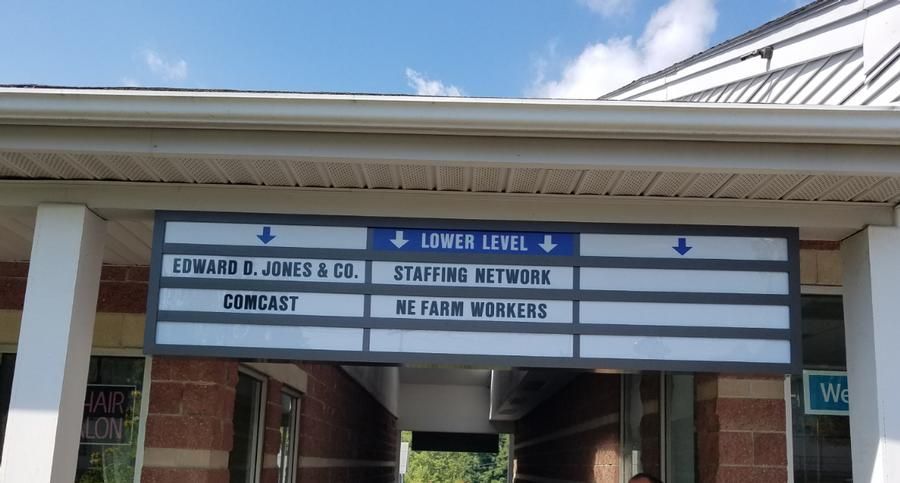 LOWER LEVEL
EDWARD D. JONES & CO.
STAFFING NETWORK
COMCAST
NE FARM WORKERS
HAIR
ALON
We